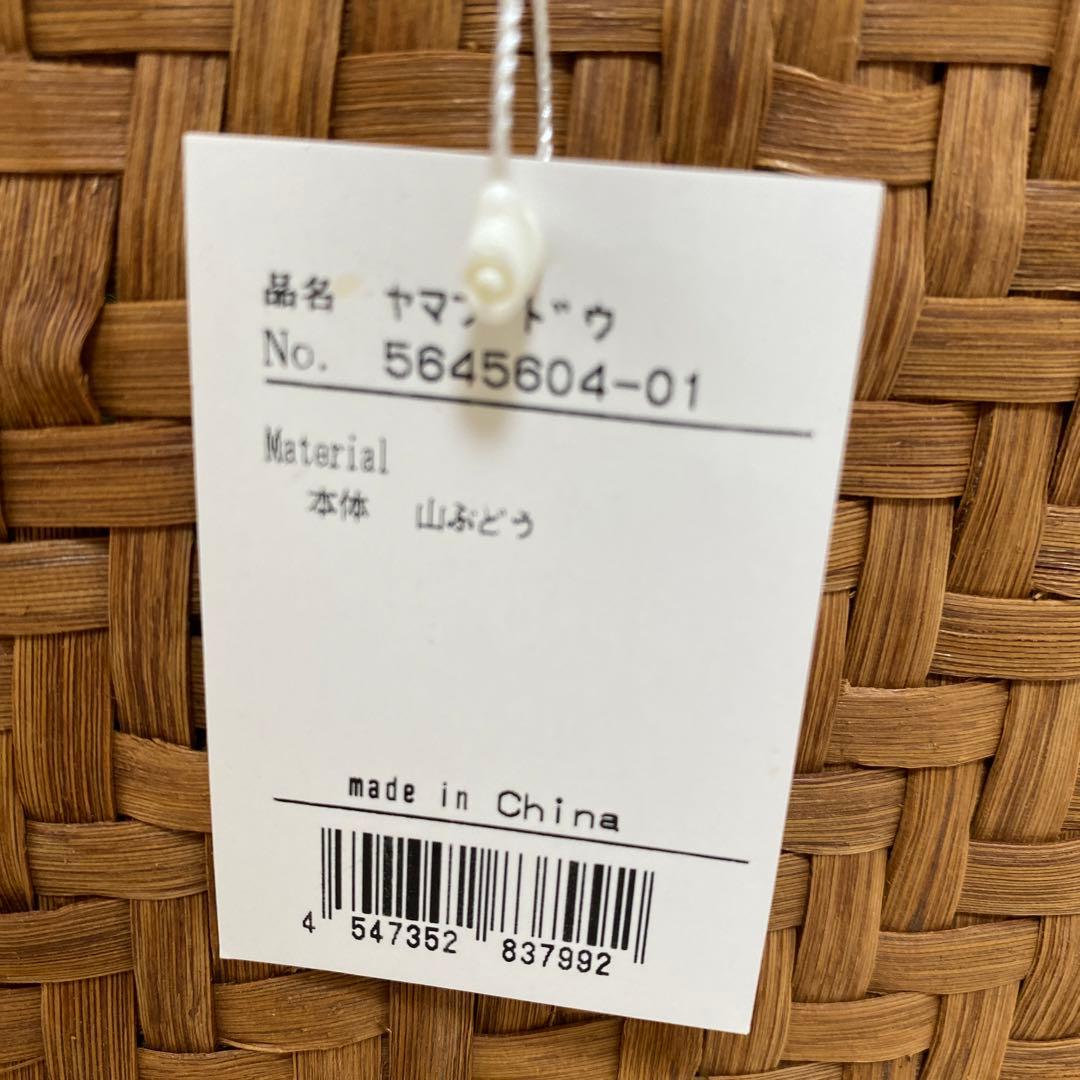 品名 ヤマブドウ
No. 5645604-01
Material
本体 山ぶどう
made in China
4 547352 837992